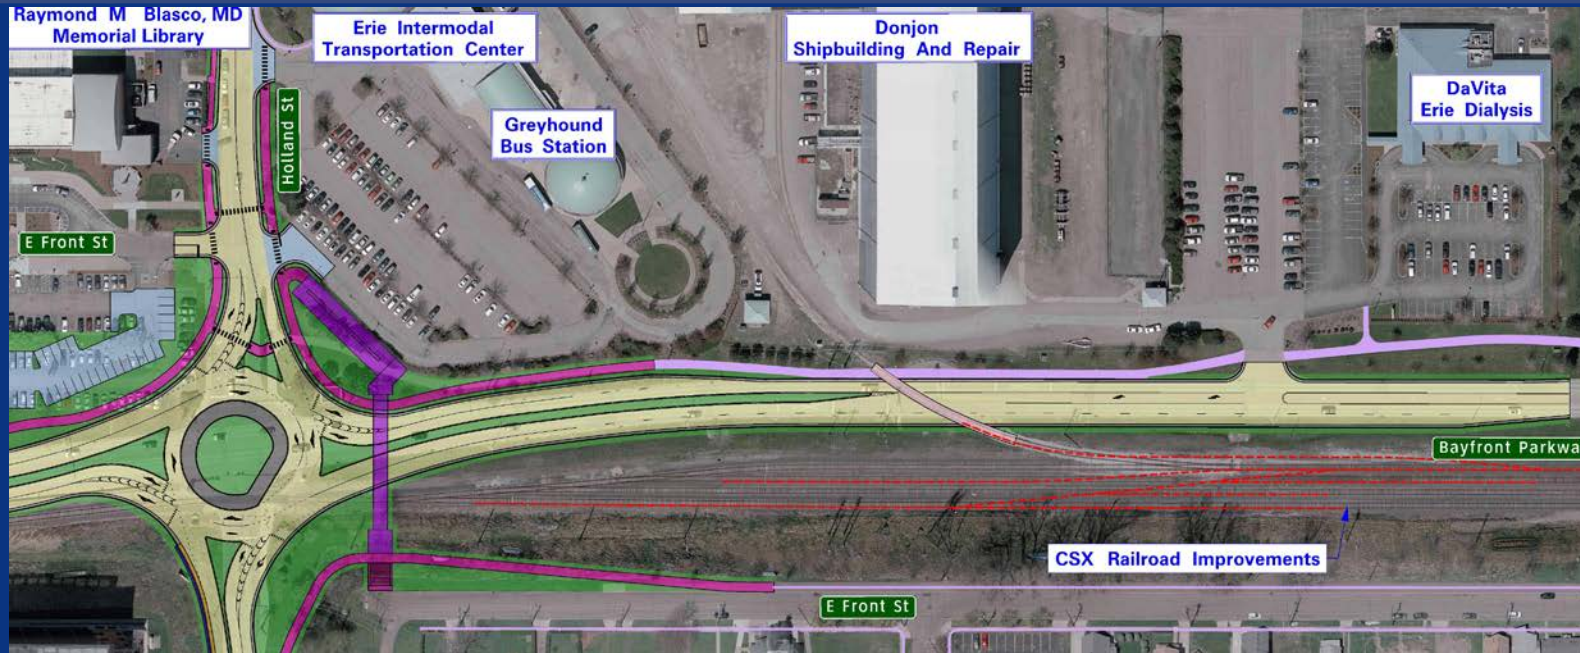 Raymond M Blasco, MD
Memorial Library
Erie Intermodal
Transportation Center
Donjon
Shipbuilding And Repair
DaVita
Erie Dialysis
Holland St
Greyhound
Bus Station
E Front St
Bayfront Parkwa
CSX Railroad Improvements
E Front St